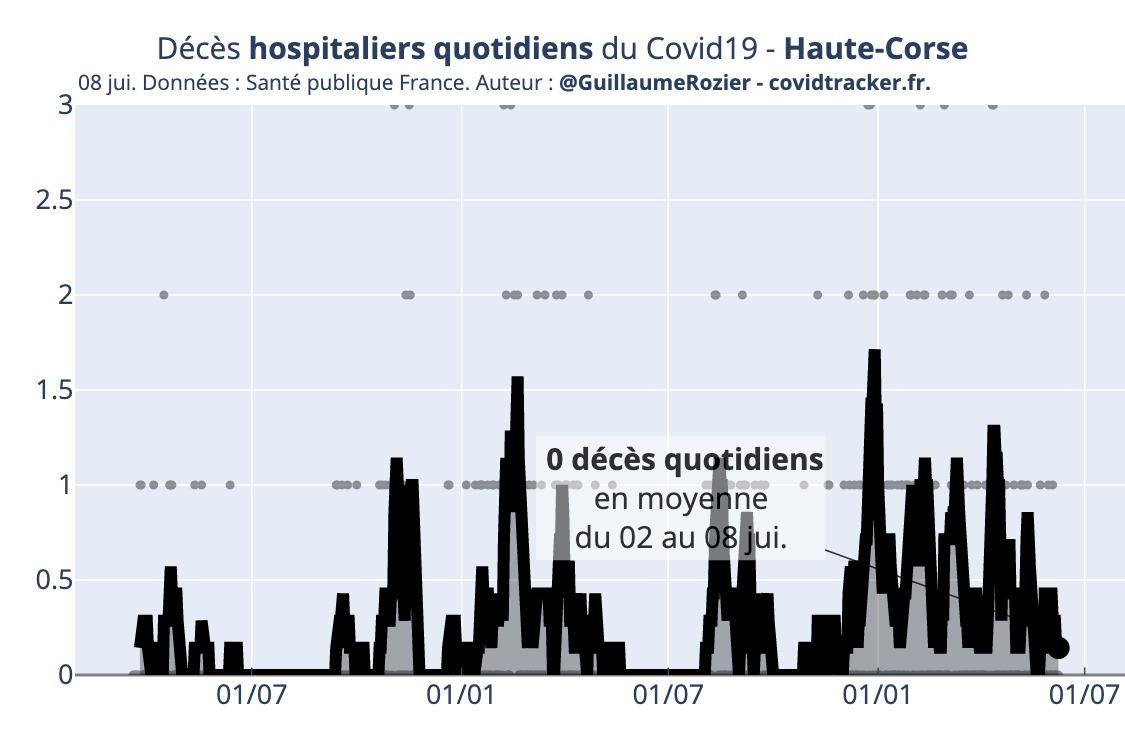 Décès hospitaliers quotidiens du Covid19 - Haute-Corse
08 jui. Données : Santé publique France. Auteur : @GuillaumeRozier - covidtracker.fr.
3
2.5
2
1.5
1
0.5
0
0 décès quotidiens
en moyenne
du 02 au 08 jui.
01/07
01/01
01/07
01/01
01/07